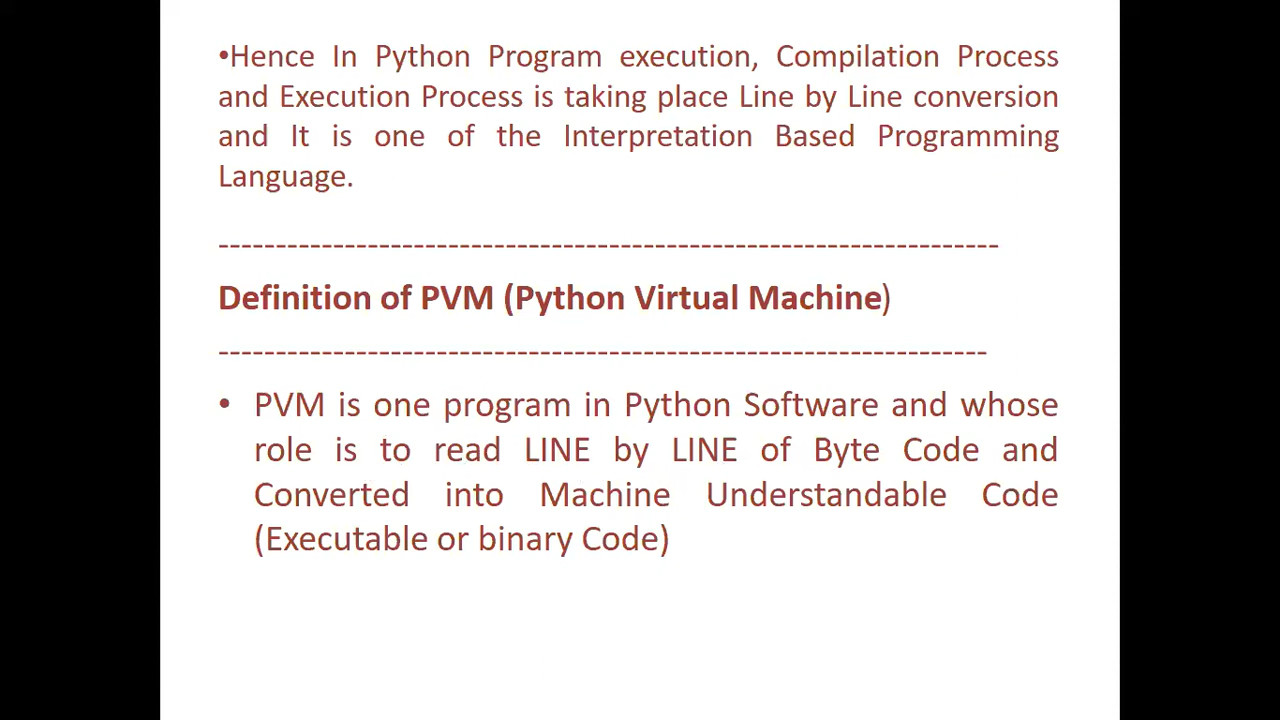 •Hence In Python Program execution, Compilation Process
and Execution Process is taking place Line by Line conversion
and It is one of the Interpretation Based Programming
Language.
--------------------------------------------------------------------
Definition of PVM (Python Virtual Machine)
-------------------------------------------------------------------
• PVM is one program in Python Software and whose
role is to read LINE by LINE of Byte Code and
Converted into Machine Understandable Code
(Executable or binary Code)